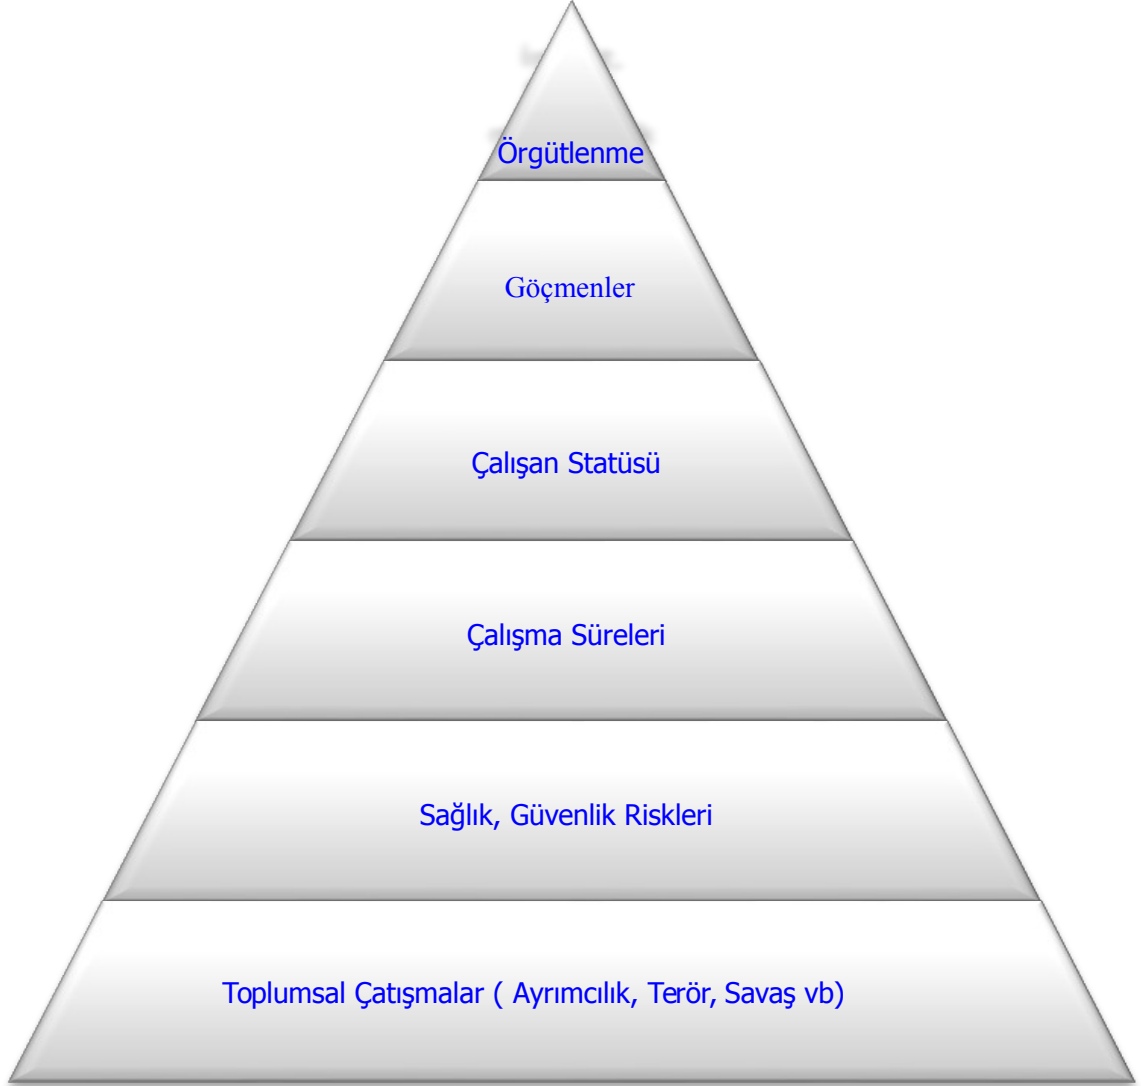 Örgütlenme
Göçmenler
Çalışan Statüsü
Çalışma Süreleri
Sağlık, Güvenlik Riskleri
Toplumsal Çatışmalar ( Ayrımcılık, Terör, Savaş vb)